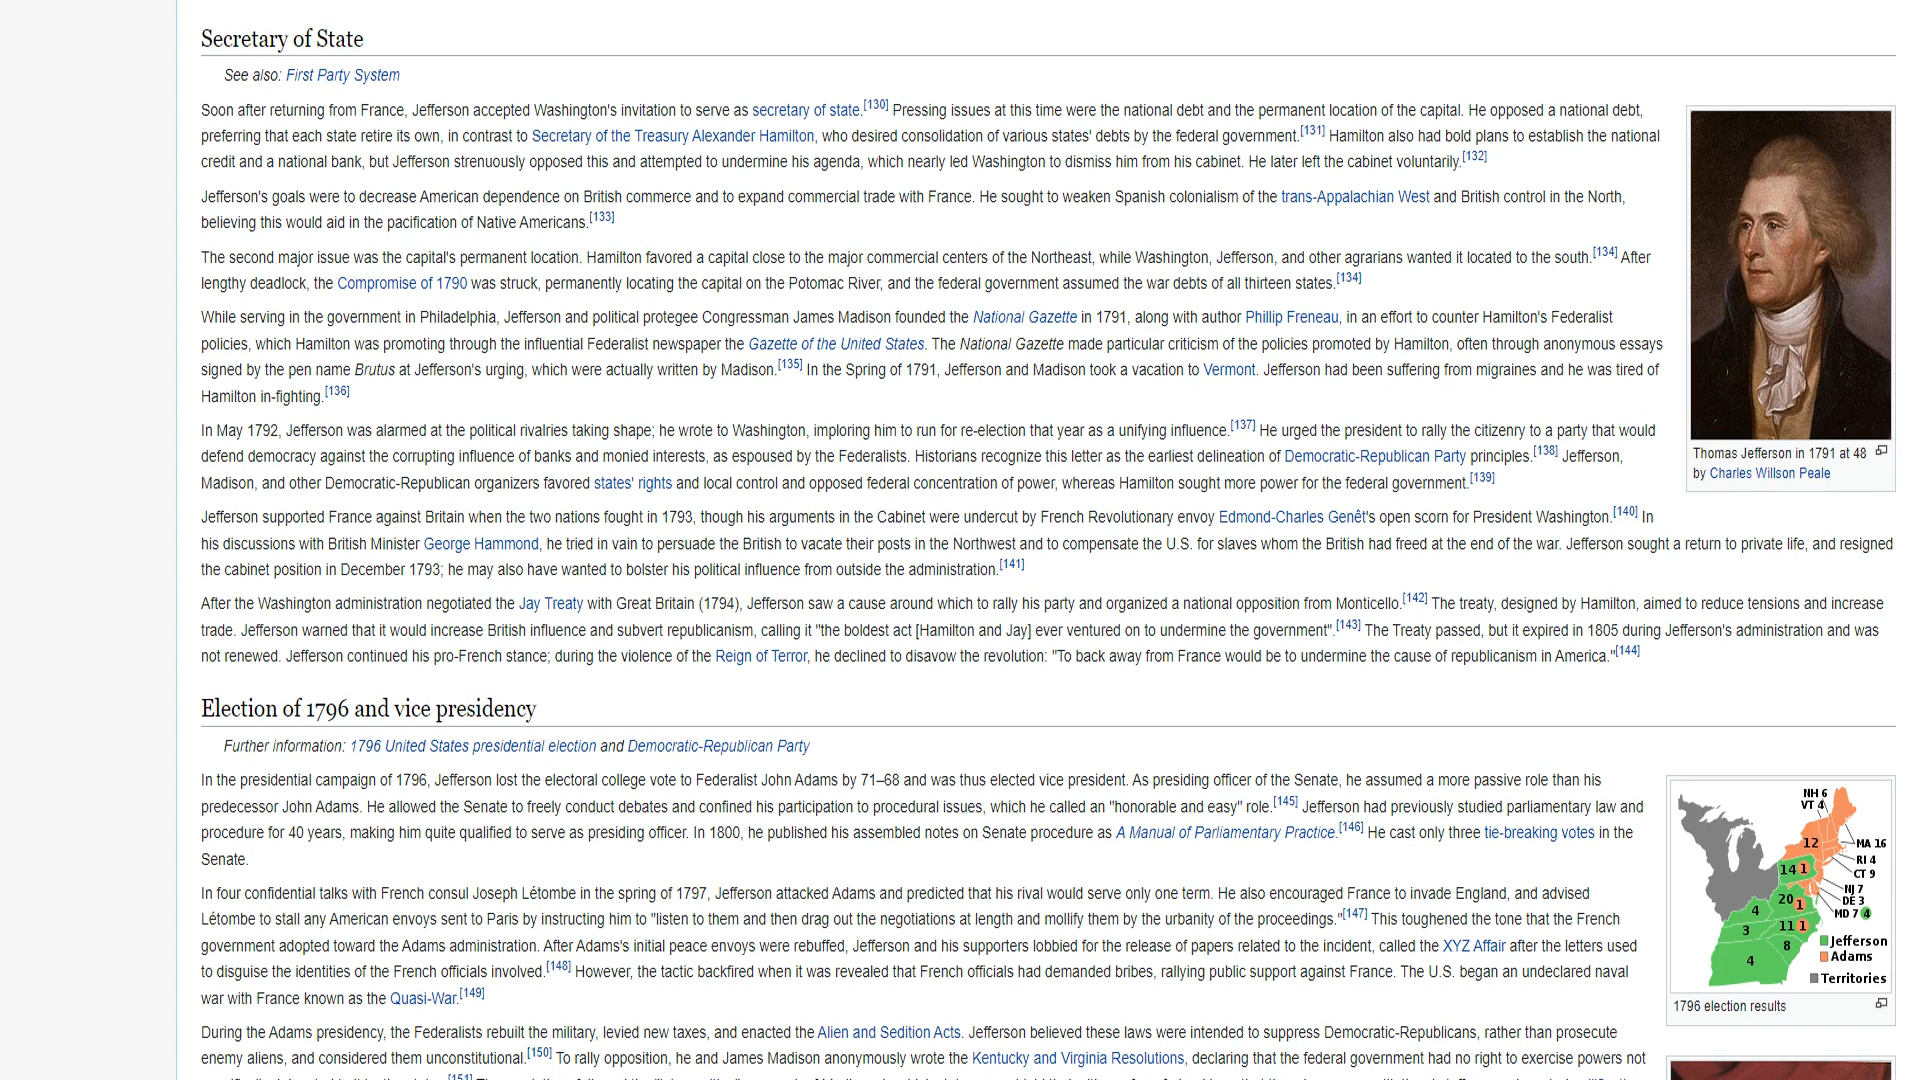 Secretary of State
See also: First Party System
Soon after returning from France, Jefferson accepted Washington's invitation to serve as secretary of state.[130] Pressing issues at this time were the national debt and the permanent location of the capital. He opposed a national debt,
preferring that each state retire its own, in contrast to Secretary of the Treasury Alexander Hamilton, who desired consolidation of various states' debts by the federal government.[131] Hamilton also had bold plans to establish the national
credit and a national bank, but Jefferson strenuously opposed this and attempted to undermine his agenda, which nearly led Washington to dismiss him from his cabinet. He later left the cabinet voluntarily.[132]
Jefferson's goals were to decrease American dependence on British commerce and to expand commercial trade with France. He sought to weaken Spanish colonialism of the trans-Appalachian West and British control in the North,
believing this would aid in the pacification of Native Americans.[133]
The second major issue was the capital's permanent location. Hamilton favored a capital close to the major commercial centers of the Northeast, while Washington, Jefferson, and other agrarians wanted it located to the south.[134] After
lengthy deadlock, the Compromise of 1790 was struck, permanently locating the capital on the Potomac River, and the federal government assumed the war debts of all thirteen states.[134]
While serving in the government in Philadelphia, Jefferson and political protegee Congressman James Madison founded the National Gazette in 1791, along with author Phillip Freneau, in an effort to counter Hamilton's Federalist
policies, which Hamilton was promoting through the influential Federalist newspaper the Gazette of the United States. The National Gazette made particular criticism of the policies promoted by Hamilton, often through anonymous essays
signed by the pen name Brutus at Jefferson's urging, which were actually written by Madison.[135] In the Spring of 1791, Jefferson and Madison took a vacation to Vermont. Jefferson had been suffering from migraines and he was tired of
Hamilton in-fighting.[136]
In May 1792, Jefferson was alarmed at the political rivalries taking shape; he wrote to Washington, imploring him to run for re-election that year as a unifying influence.[137] He urged the president to rally the citizenry to a party that would
defend democracy against the corrupting influence of banks and monied interests, as espoused by the Federalists. Historians recognize this letter as the earliest delineation of Democratic-Republican Party principles.[138] Jefferson,
Madison, and other Democratic-Republican organizers favored states' rights and local control and opposed federal concentration of power, whereas Hamilton sought more power for the federal government.[139]
Thomas Jefferson in 1791 at 48
by Charles Willson Peale
Jefferson supported France against Britain when the two nations fought in 1793, though his arguments in the Cabinet were undercut by French Revolutionary envoy Edmond-Charles Genêt's open scorn for President Washington.[140] In
his discussions with British Minister George Hammond, he tried in vain to persuade the British to vacate their posts in the Northwest and to compensate the U.S. for slaves whom the British had freed at the end of the war. Jefferson sought a return to private life, and resigned
the cabinet position in December 1793; he may also have wanted to bolster his political influence from outside the administration.[141]
After the Washington administration negotiated the Jay Treaty with Great Britain (1794), Jefferson saw a cause around which to rally his party and organized a national opposition from Monticello.[142] The treaty, designed by Hamilton, aimed to reduce tensions and increase
trade. Jefferson warned that it would increase British influence and subvert republicanism, calling it "the boldest act [Hamilton and Jay] ever ventured on to undermine the government".[143] The Treaty passed, but it expired in 1805 during Jefferson's administration and was
not renewed. Jefferson continued his pro-French stance; during the violence of the Reign of Terror, he declined to disavow the revolution: "To back away from France would be to undermine the cause of republicanism in America."[144]
Election of 1796 and vice presidency
Further information: 1796 United States presidential election and Democratic-Republican Party
In the presidential campaign of 1796, Jefferson lost the electoral college vote to Federalist John Adams by 71–68 and was thus elected vice president. As presiding officer of the Senate, he assumed a more passive role than his
predecessor John Adams. He allowed the Senate to freely conduct debates and confined his participation to procedural issues, which he called an "honorable and easy" role.[145] Jefferson had previously studied parliamentary law and
procedure for 40 years, making him quite qualified to serve as presiding officer. In 1800, he published his assembled notes on Senate procedure as A Manual of Parliamentary Practice.[146] He cast only three tie-breaking votes in the
Senate.
In four confidential talks with French consul Joseph Létombe in the spring of 1797, Jefferson attacked Adams and predicted that his rival would serve only one term. He also encouraged France to invade England, and advised
Létombe to stall any American envoys sent to Paris by instructing him to "listen to them and then drag out the negotiations at length and mollify them by the urbanity of the proceedings."[147] This toughened the tone that the French
government adopted toward the Adams administration. After Adams's initial peace envoys were rebuffed, Jefferson and his supporters lobbied for the release of papers related to the incident, called the XYZ Affair after the letters used
to disguise the identities of the French officials involved.[148] However, the tactic backfired when it was revealed that French officials had demanded bribes, rallying public support against France. The U.S. began an undeclared naval
war with France known as the Quasi-War.[149]
NH 6
VT 4
12
MA 16
RI 4
CT 9
14 1
NJ 7
DE 3
20 1
MD 7 4
4
11 1
3
8
4
Jefferson
Adams
Territories
1796 election results
During the Adams presidency, the Federalists rebuilt the military, levied new taxes, and enacted the Alien and Sedition Acts. Jefferson believed these laws were intended to suppress Democratic-Republicans, rather than prosecute
enemy aliens, and considered them unconstitutional.[150] To rally opposition, he and James Madison anonymously wrote the Kentucky and Virginia Resolutions, declaring that the federal government had no right to exercise powers not
[151]